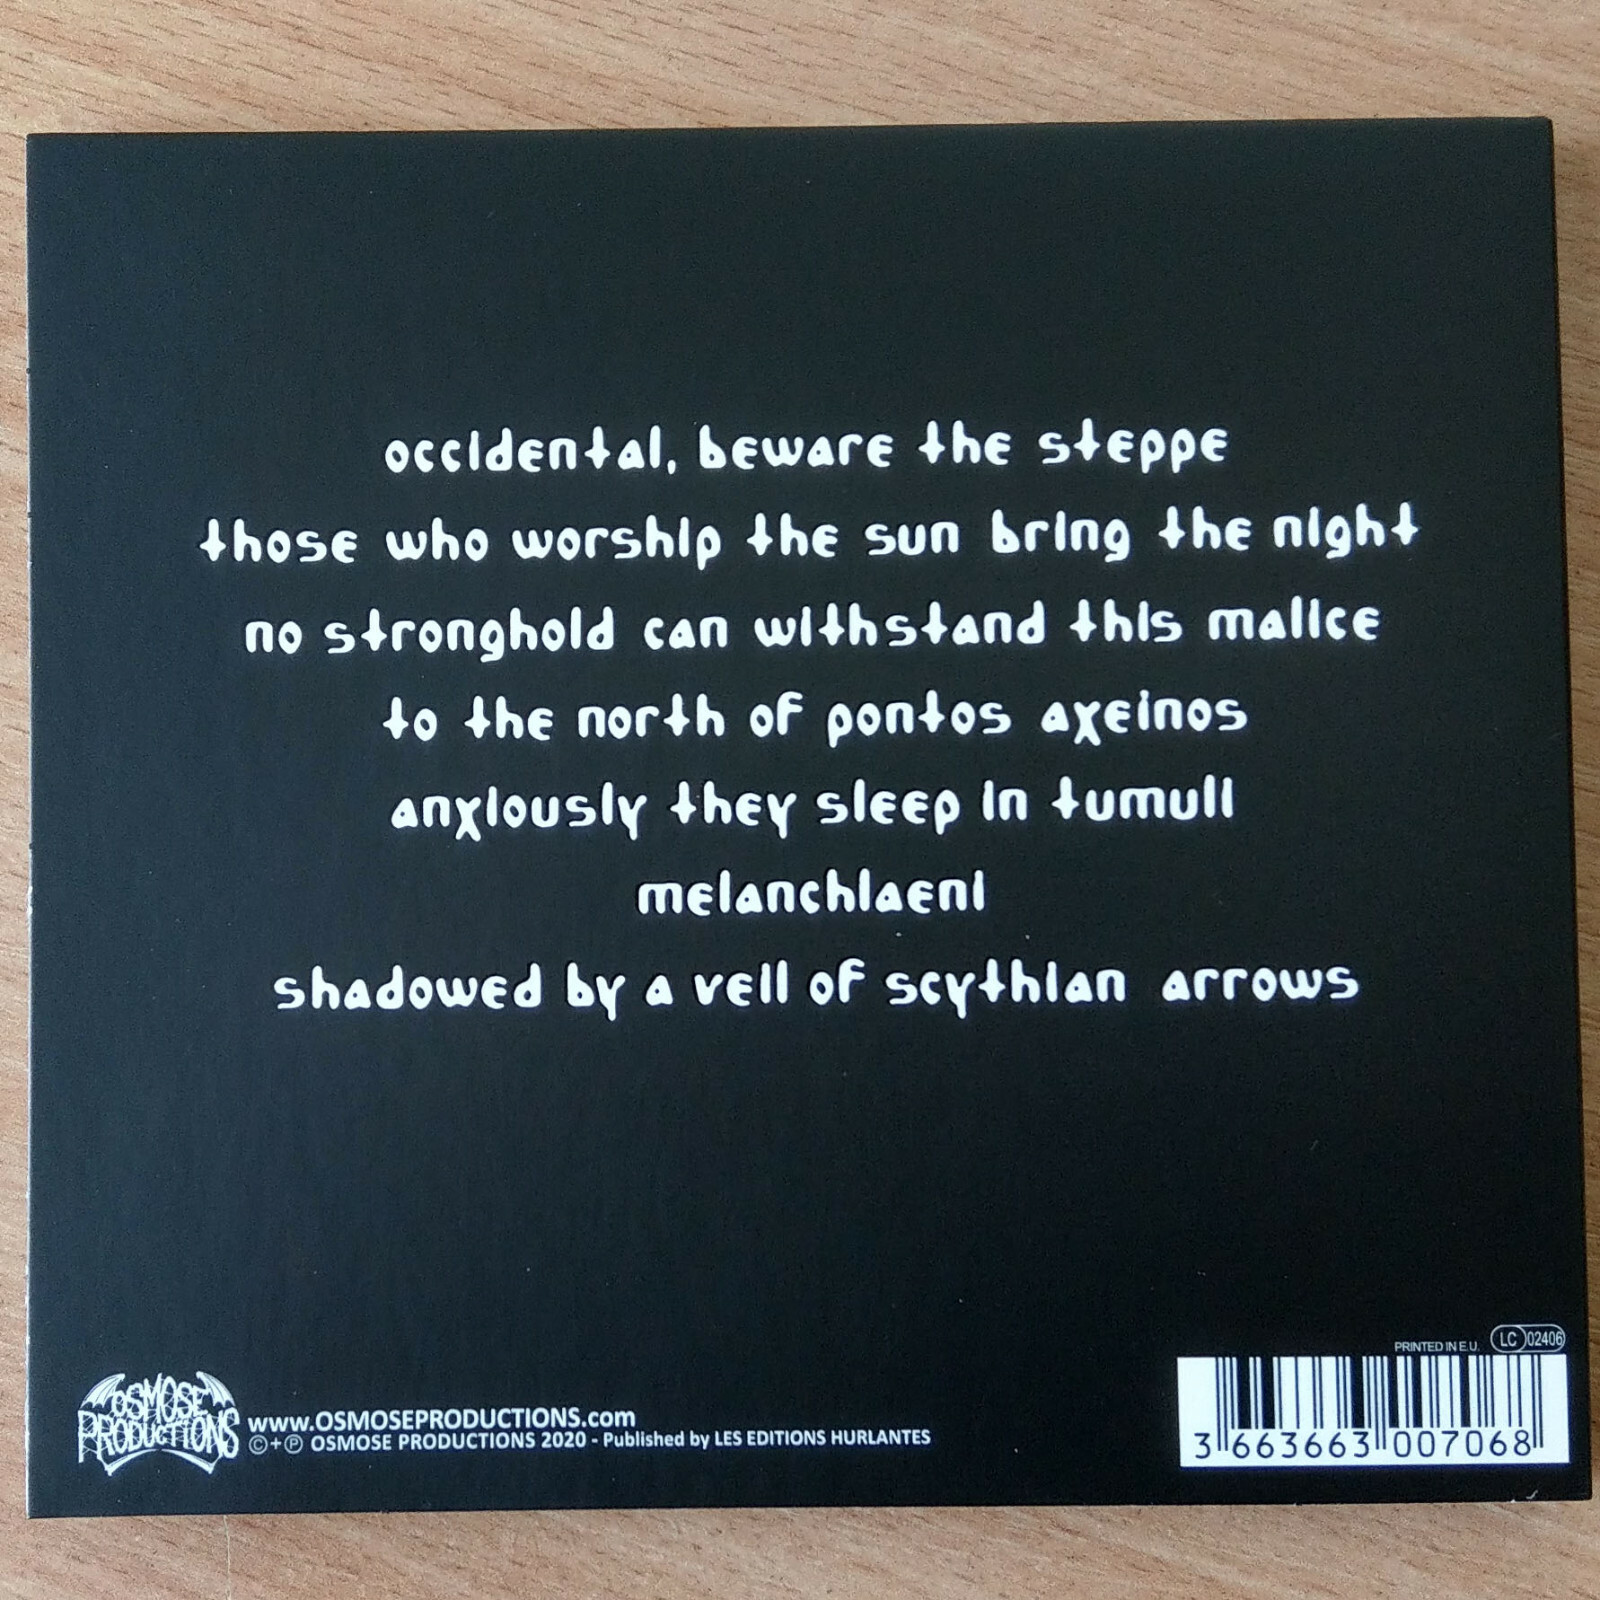 occidental, beware the steppe
those who worship the sun bring the night
no stronghold can withstand this malice
to the north of pontos axeinos
anxiously they sleep in tumuli
melanchlaeni
shadowed by a veil of scythian arrows
PRINTED IN E.U. LC 02406
OSMOSE
PRODUCTIONS
www.OSMOSEPRODUCTIONS.com
©+℗ OSMOSE PRODUCTIONS 2020 - Published by LES EDITIONS HURLANTES
3 663663 007068